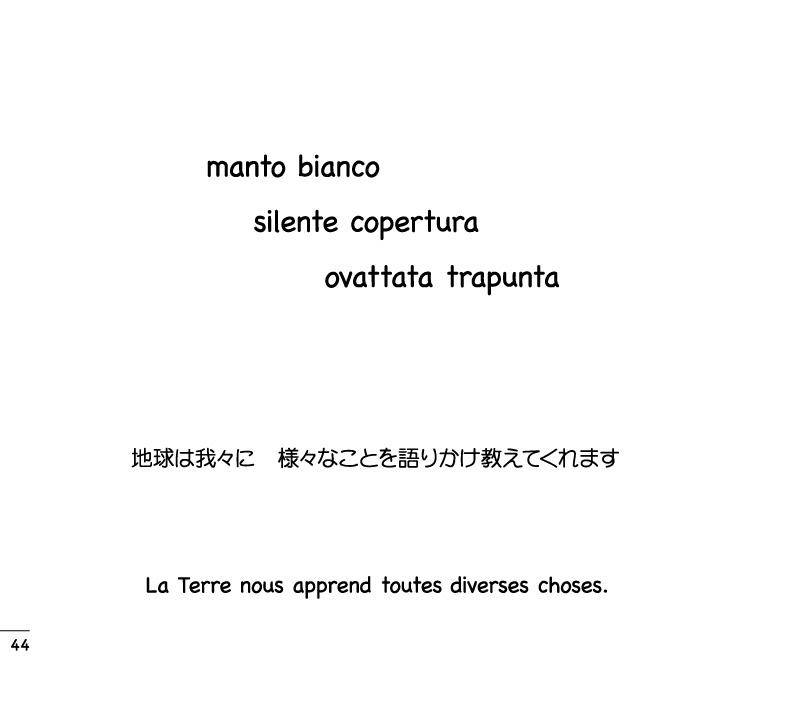 manto bianco
silente copertura
ovattata trapunta
地球は我々に　様々なことを語りかけ教えてくれます
La Terre nous apprend toutes diverses choses.
44